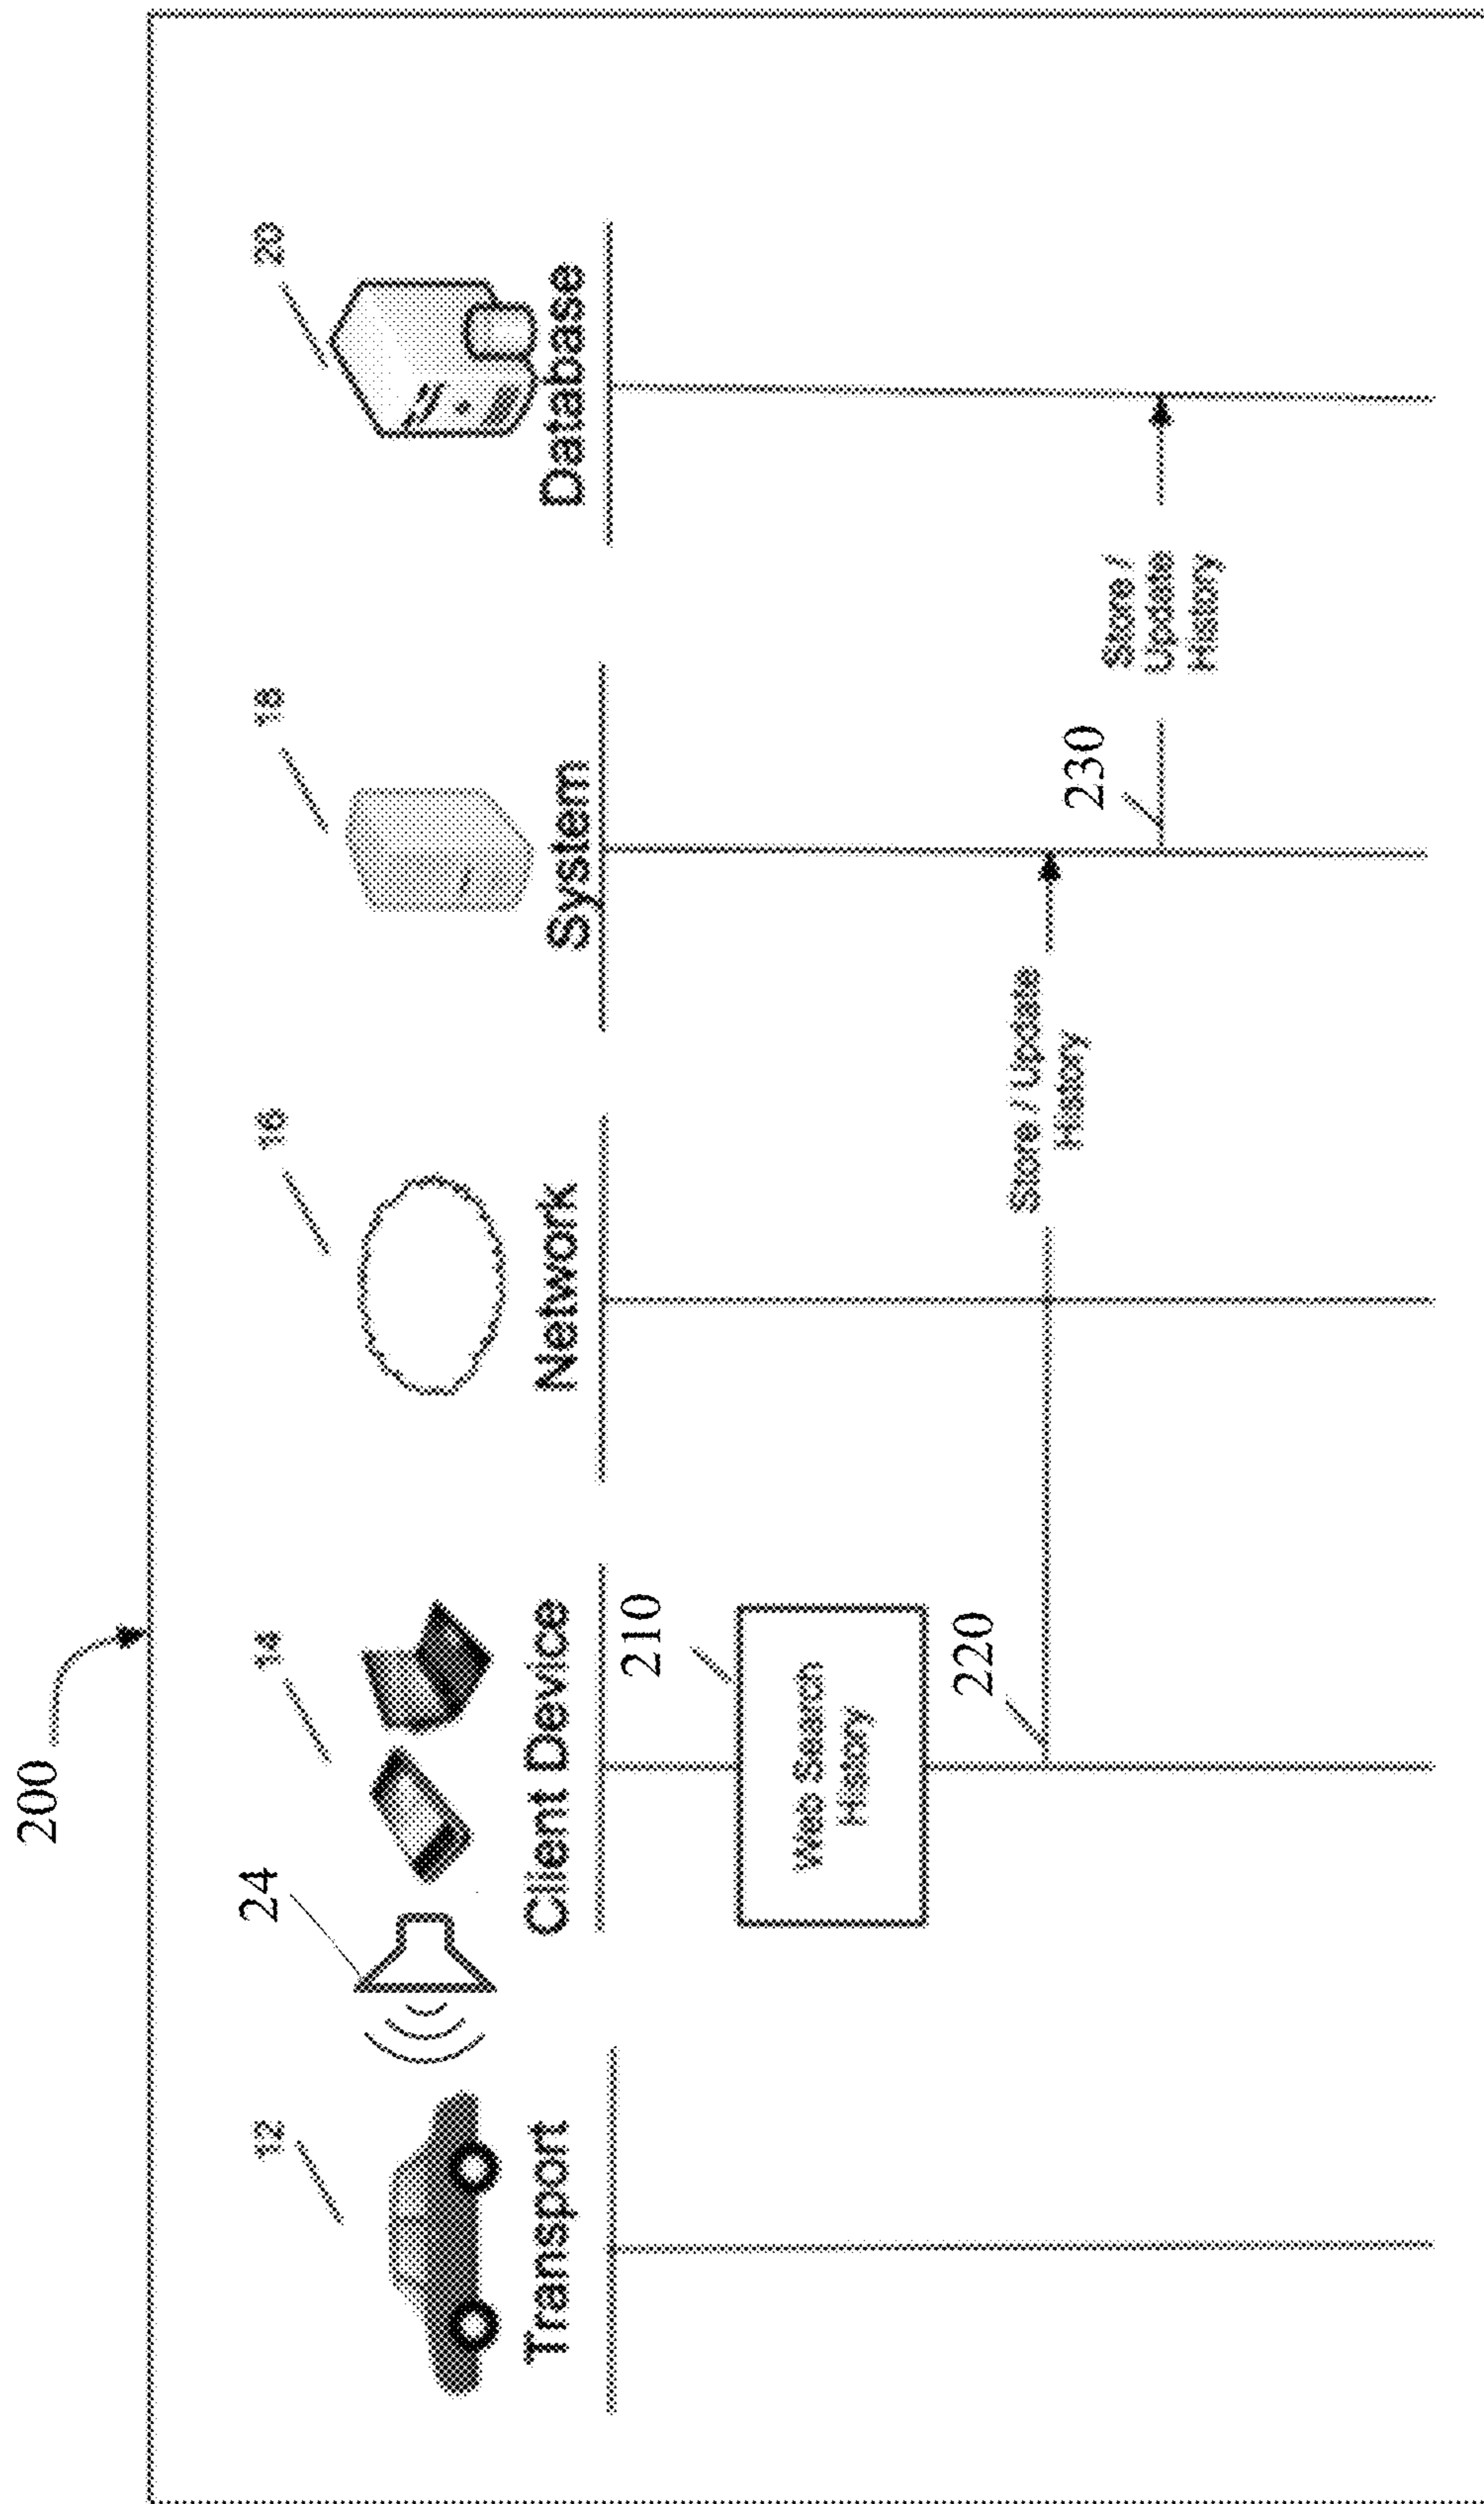 200
12
24
14
16
18
20
Transport
Client Device
Network
System
Database
210
Web Search
History
220
Store / Update
History
230
Store /
Update
History